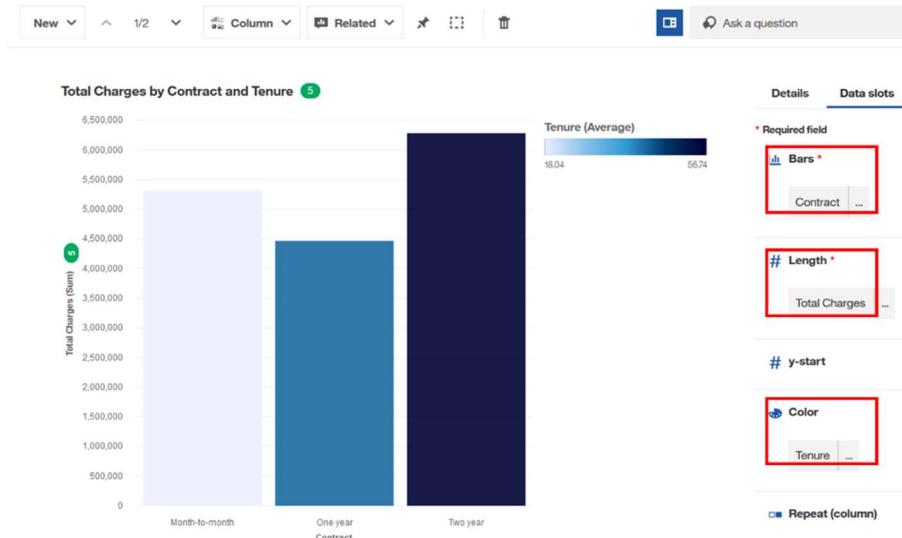 New
1/2
Column
Related
Ask a question
Total Charges by Contract and Tenure 5
6,500,000
6,000,000
5,500,000
5,000,000
4,500,000
4,000,000
3,500,000
3,000,000
2,500,000
2,000,000
1,500,000
1,000,000
500,000
0
Total Charges (Sum) 5
Month-to-month
One year
Two year
Contract
Tenure (Average)
18.04
56.74
Details
Data slots
* Required field
Bars *
Contract ...
# Length *
Total Charges ...
# y-start
Color
Tenure ...
Repeat (column)